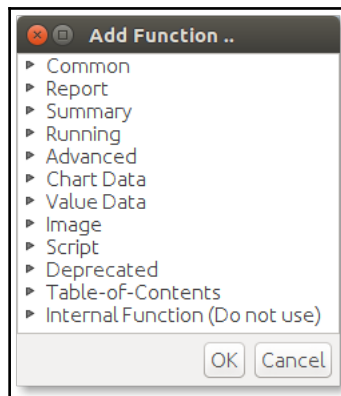 Add Function ..
Common
Report
Summary
Running
Advanced
Chart Data
Value Data
Image
Script
Deprecated
Table-of-Contents
Internal Function (Do not use)
OK Cancel